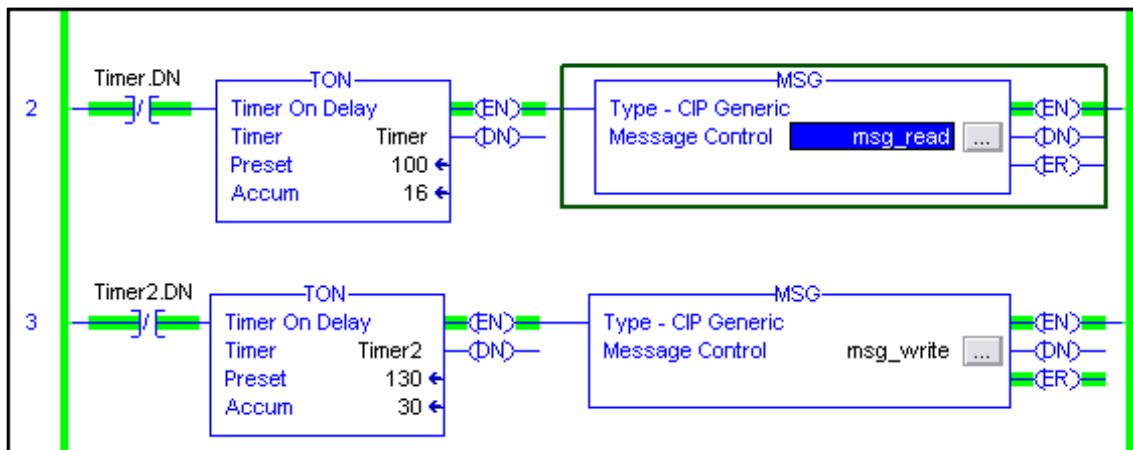 Timer.DN
2
TON
Timer On Delay
Timer Timer
Preset 100
Accum 16
(EN)
(DN)
MSG
Type - CIP Generic
Message Control msg_read ...
(EN)
(DN)
(ER)
Timer2.DN
3
TON
Timer On Delay
Timer Timer2
Preset 130
Accum 30
(EN)
(DN)
MSG
Type - CIP Generic
Message Control msg_write ...
(EN)
(DN)
(ER)